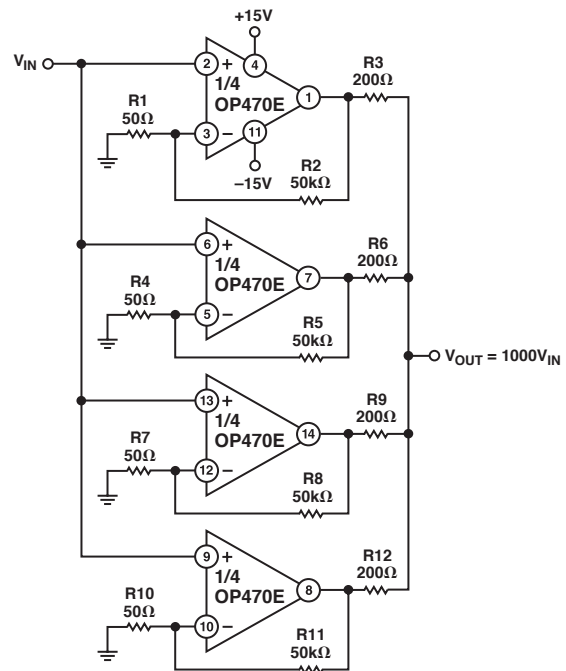 +15V
VIN
2
+
4
1/4
OP470E
1
R3
200Ω
R1
50Ω
3
–
11
–15V
R2
50kΩ
6
+
1/4
OP470E
7
R6
200Ω
R4
50Ω
5
–
R5
50kΩ
VOUT = 1000VIN
13
+
1/4
OP470E
14
R9
200Ω
R7
50Ω
12
–
R8
50kΩ
9
+
1/4
OP470E
8
R12
200Ω
R10
50Ω
10
–
R11
50kΩ